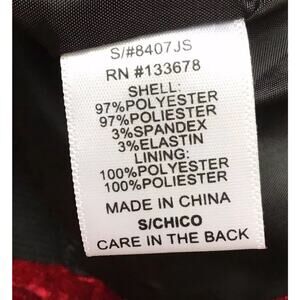 S/#8407JS
RN #133678
SHELL:
97%POLYESTER
97%POLIESTER
3%SPANDEX
3%ELASTIN
LINING:
100%POLYESTER
100%POLIESTER
MADE IN CHINA
S/CHICO
CARE IN THE BACK